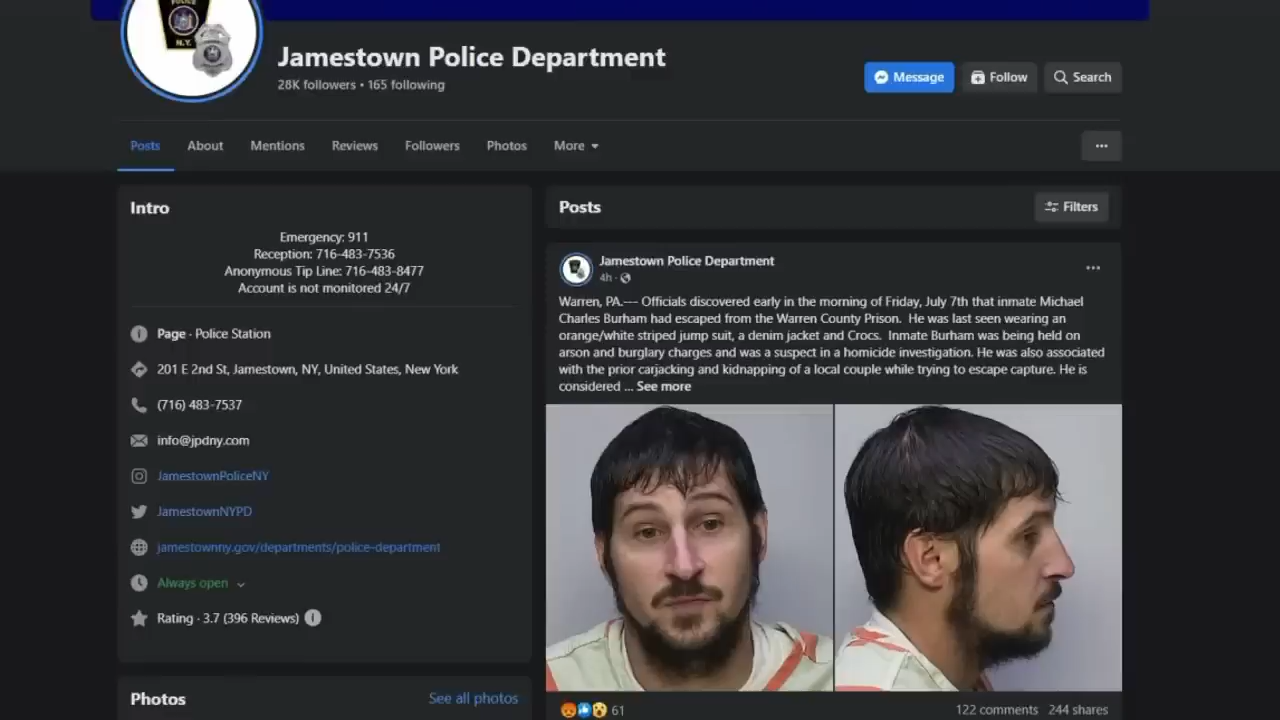 N.Y.
Jamestown Police Department
28K followers • 165 following
Message
Follow
Search
Posts
About
Mentions
Reviews
Followers
Photos
More
Intro
Emergency: 911
Reception: 716-483-7536
Anonymous Tip Line: 716-483-8477
Account is not monitored 24/7
Page · Police Station
201 E 2nd St, Jamestown, NY, United States, New York
(716) 483-7537
info@jpdny.com
JamestownPoliceNY
JamestownNYPD
jamestownny.gov/departments/police-department
Always open
Rating · 3.7 (396 Reviews)
Photos
See all photos
Posts
Filters
Jamestown Police Department
4h ·
Warren, PA.--- Officials discovered early in the morning of Friday, July 7th that inmate Michael
Charles Burham had escaped from the Warren County Prison. He was last seen wearing an
orange/white striped jump suit, a denim jacket and Crocs. Inmate Burham was being held on
arson and burglary charges and was a suspect in a homicide investigation. He was also associated
with the prior carjacking and kidnapping of a local couple while trying to escape capture. He is
considered ... See more
61
122 comments 244 shares